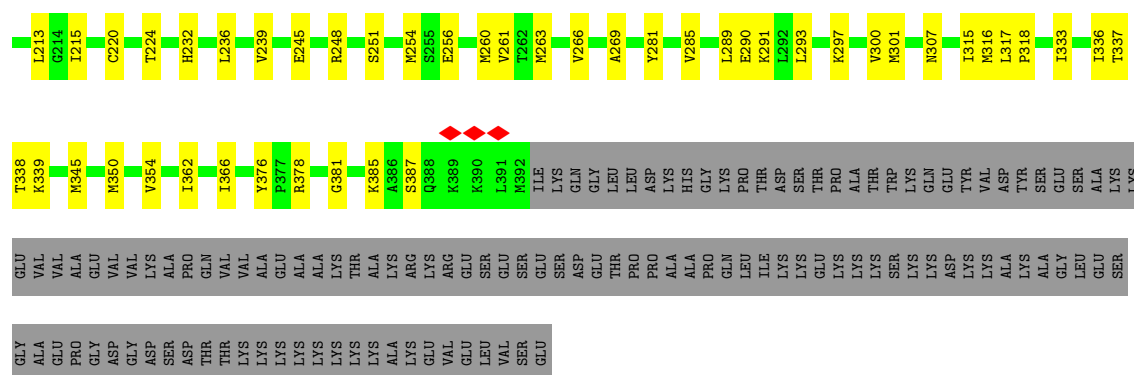 L213 G214 I215 C220 T224 H232 L236 V239 E245 R248 S251 M254 S255 E256 M260 V261 T262 M263 V266 A269 Y281 V285 L289 E290 K291 L292 L293 K297 V300 M301 N307 I315 M316 L317 P318 I333 I336 T337
T338 K339 M345 M350 V354 I362 I366 Y376 P377 R378 G381 K385 A386 S387 Q388 K389 K390 L391 M392 ILE LYS GLN GLY LEU LEU ASP LYS HIS GLY LYS PRO THR ASP SER THR PRO ALA THR TRP LYS GLN GLU TYR VAL ASP TYR SER GLU SER ALA LYS LYS
GLU VAL VAL ALA GLU VAL VAL LYS ALA PRO GLN VAL VAL ALA GLU ALA ALA LYS THR ALA LYS ARG LYS ARG GLU SER GLU SER GLU SER ASP GLU THR PRO PRO ALA ALA PRO GLN LEU ILE LYS LYS GLU LYS LYS LYS SER LYS LYS ASP LYS LYS ALA LYS ALA GLY LEU GLU SER
GLY ALA GLU PRO GLY ASP GLY ASP SER ASP THR THR LYS LYS LYS LYS LYS LYS LYS LYS ALA LYS GLU VAL GLU LEU VAL SER GLU